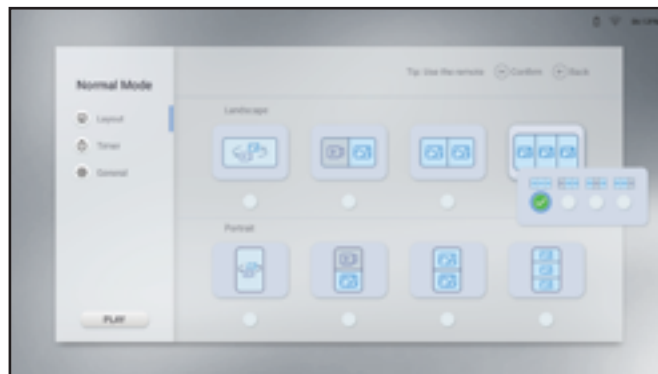 Normal Mode
Tip: Use the remote Confirm Back
Layout
Timer
General
Landscape
Portrait
PLAY